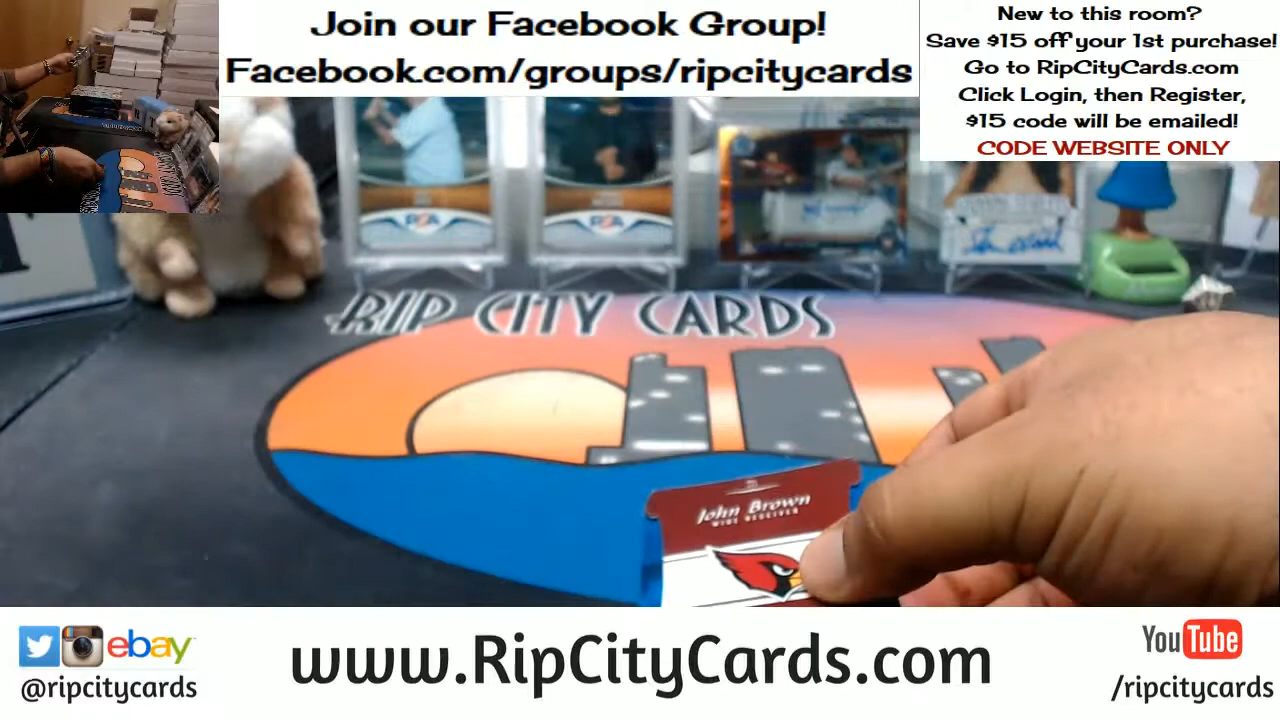 Join our Facebook Group!
Facebook.com/groups/ripcitycards
New to this room?
Save $15 off your 1st purchase!
Go to RipCityCards.com
Click Login, then Register,
$15 code will be emailed!
CODE WEBSITE ONLY
RIP CITY CARDS
John Brown
WIDE RECEIVER
ebay
@ripcitycards
www.RipCityCards.com
YouTube
/ripcitycards